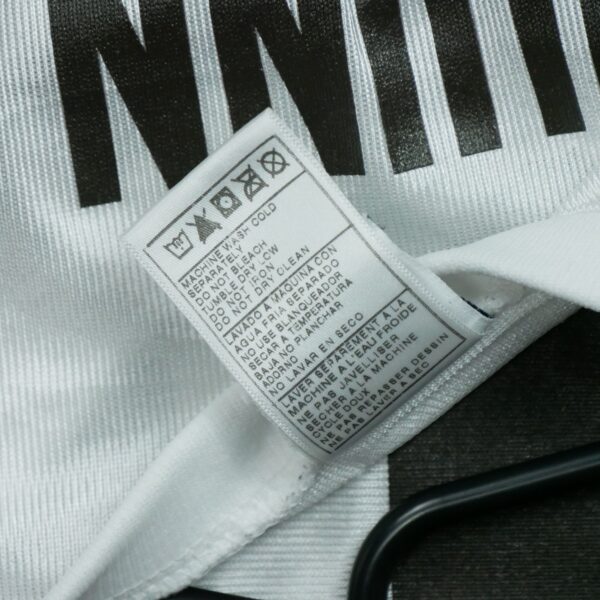 MACHINE WASH COLD
SEPARATELY
DO NOT BLEACH
TUMBLE DRY LOW
DO NOT IRON
DO NOT DRY CLEAN
LAVADO A MAQUINA CON
AGUA FRIA SEPARADO
NO USE BLANQUEADOR
SECAR A TEMPERATURA
BAJA NO PLANCHAR
ADORNO
NO LAVAR EN SECO
LAVER SEPAREMENT A LA
MACHINE A L'EAU FROIDE
NE PAS JAVELLISER
SECHER A LA MACHINE
CYCLE DOUX
NE PAS REPASSER DESSIN
NE PAS LAVER A SEC